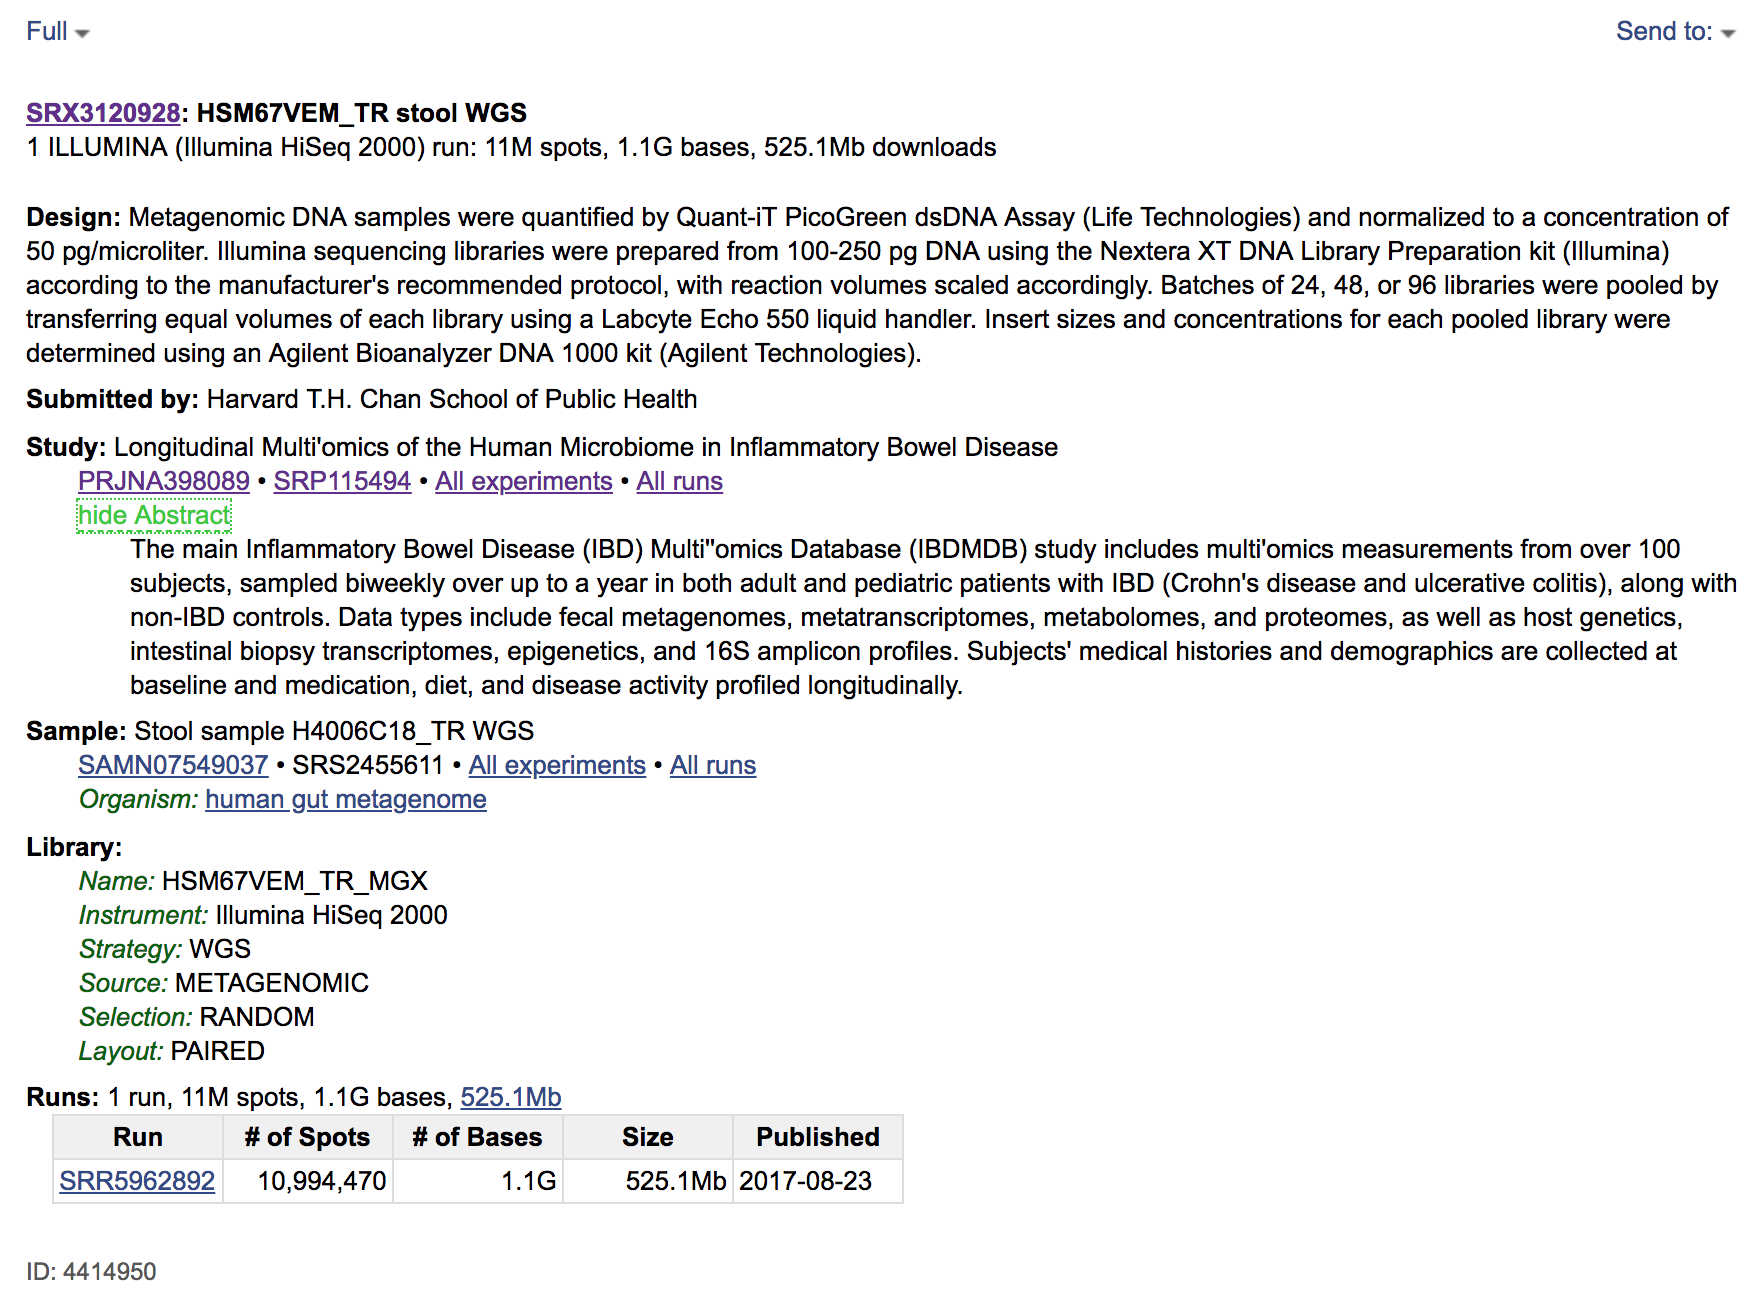 Full
Send to:
SRX3120928: HSM67VEM_TR stool WGS
1 ILLUMINA (Illumina HiSeq 2000) run: 11M spots, 1.1G bases, 525.1Mb downloads
Design: Metagenomic DNA samples were quantified by Quant-iT PicoGreen dsDNA Assay (Life Technologies) and normalized to a concentration of
50 pg/microliter. Illumina sequencing libraries were prepared from 100-250 pg DNA using the Nextera XT DNA Library Preparation kit (Illumina)
according to the manufacturer's recommended protocol, with reaction volumes scaled accordingly. Batches of 24, 48, or 96 libraries were pooled by
transferring equal volumes of each library using a Labcyte Echo 550 liquid handler. Insert sizes and concentrations for each pooled library were
determined using an Agilent Bioanalyzer DNA 1000 kit (Agilent Technologies).
Submitted by: Harvard T.H. Chan School of Public Health
Study: Longitudinal Multi'omics of the Human Microbiome in Inflammatory Bowel Disease
PRJNA398089 • SRP115494 • All experiments • All runs
hide Abstract
The main Inflammatory Bowel Disease (IBD) Multi"omics Database (IBDMDB) study includes multi'omics measurements from over 100
subjects, sampled biweekly over up to a year in both adult and pediatric patients with IBD (Crohn's disease and ulcerative colitis), along with
non-IBD controls. Data types include fecal metagenomes, metatranscriptomes, metabolomes, and proteomes, as well as host genetics,
intestinal biopsy transcriptomes, epigenetics, and 16S amplicon profiles. Subjects' medical histories and demographics are collected at
baseline and medication, diet, and disease activity profiled longitudinally.
Sample: Stool sample H4006C18_TR WGS
SAMN07549037 • SRS2455611 • All experiments • All runs
Organism: human gut metagenome
Library:
Name: HSM67VEM_TR_MGX
Instrument: Illumina HiSeq 2000
Strategy: WGS
Source: METAGENOMIC
Selection: RANDOM
Layout: PAIRED
Runs: 1 run, 11M spots, 1.1G bases, 525.1Mb
Run # of Spots # of Bases Size Published
SRR5962892 10,994,470 1.1G 525.1Mb 2017-08-23
ID: 4414950